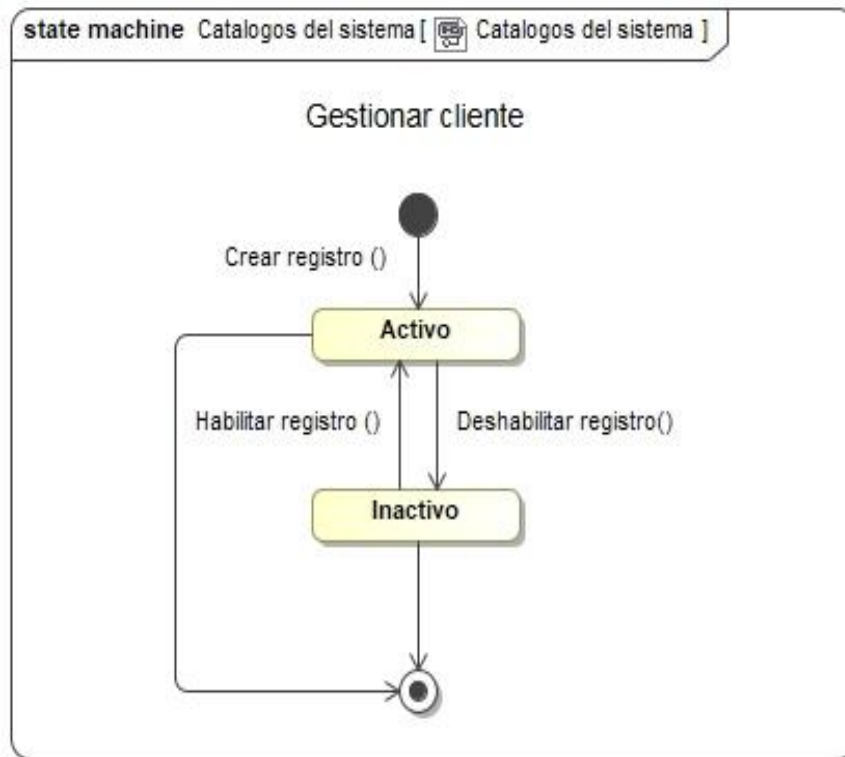 state machine Catalogos del sistema [ Catalogos del sistema ]
Gestionar cliente
Crear registro ()
Activo
Habilitar registro ()
Deshabilitar registro()
Inactivo